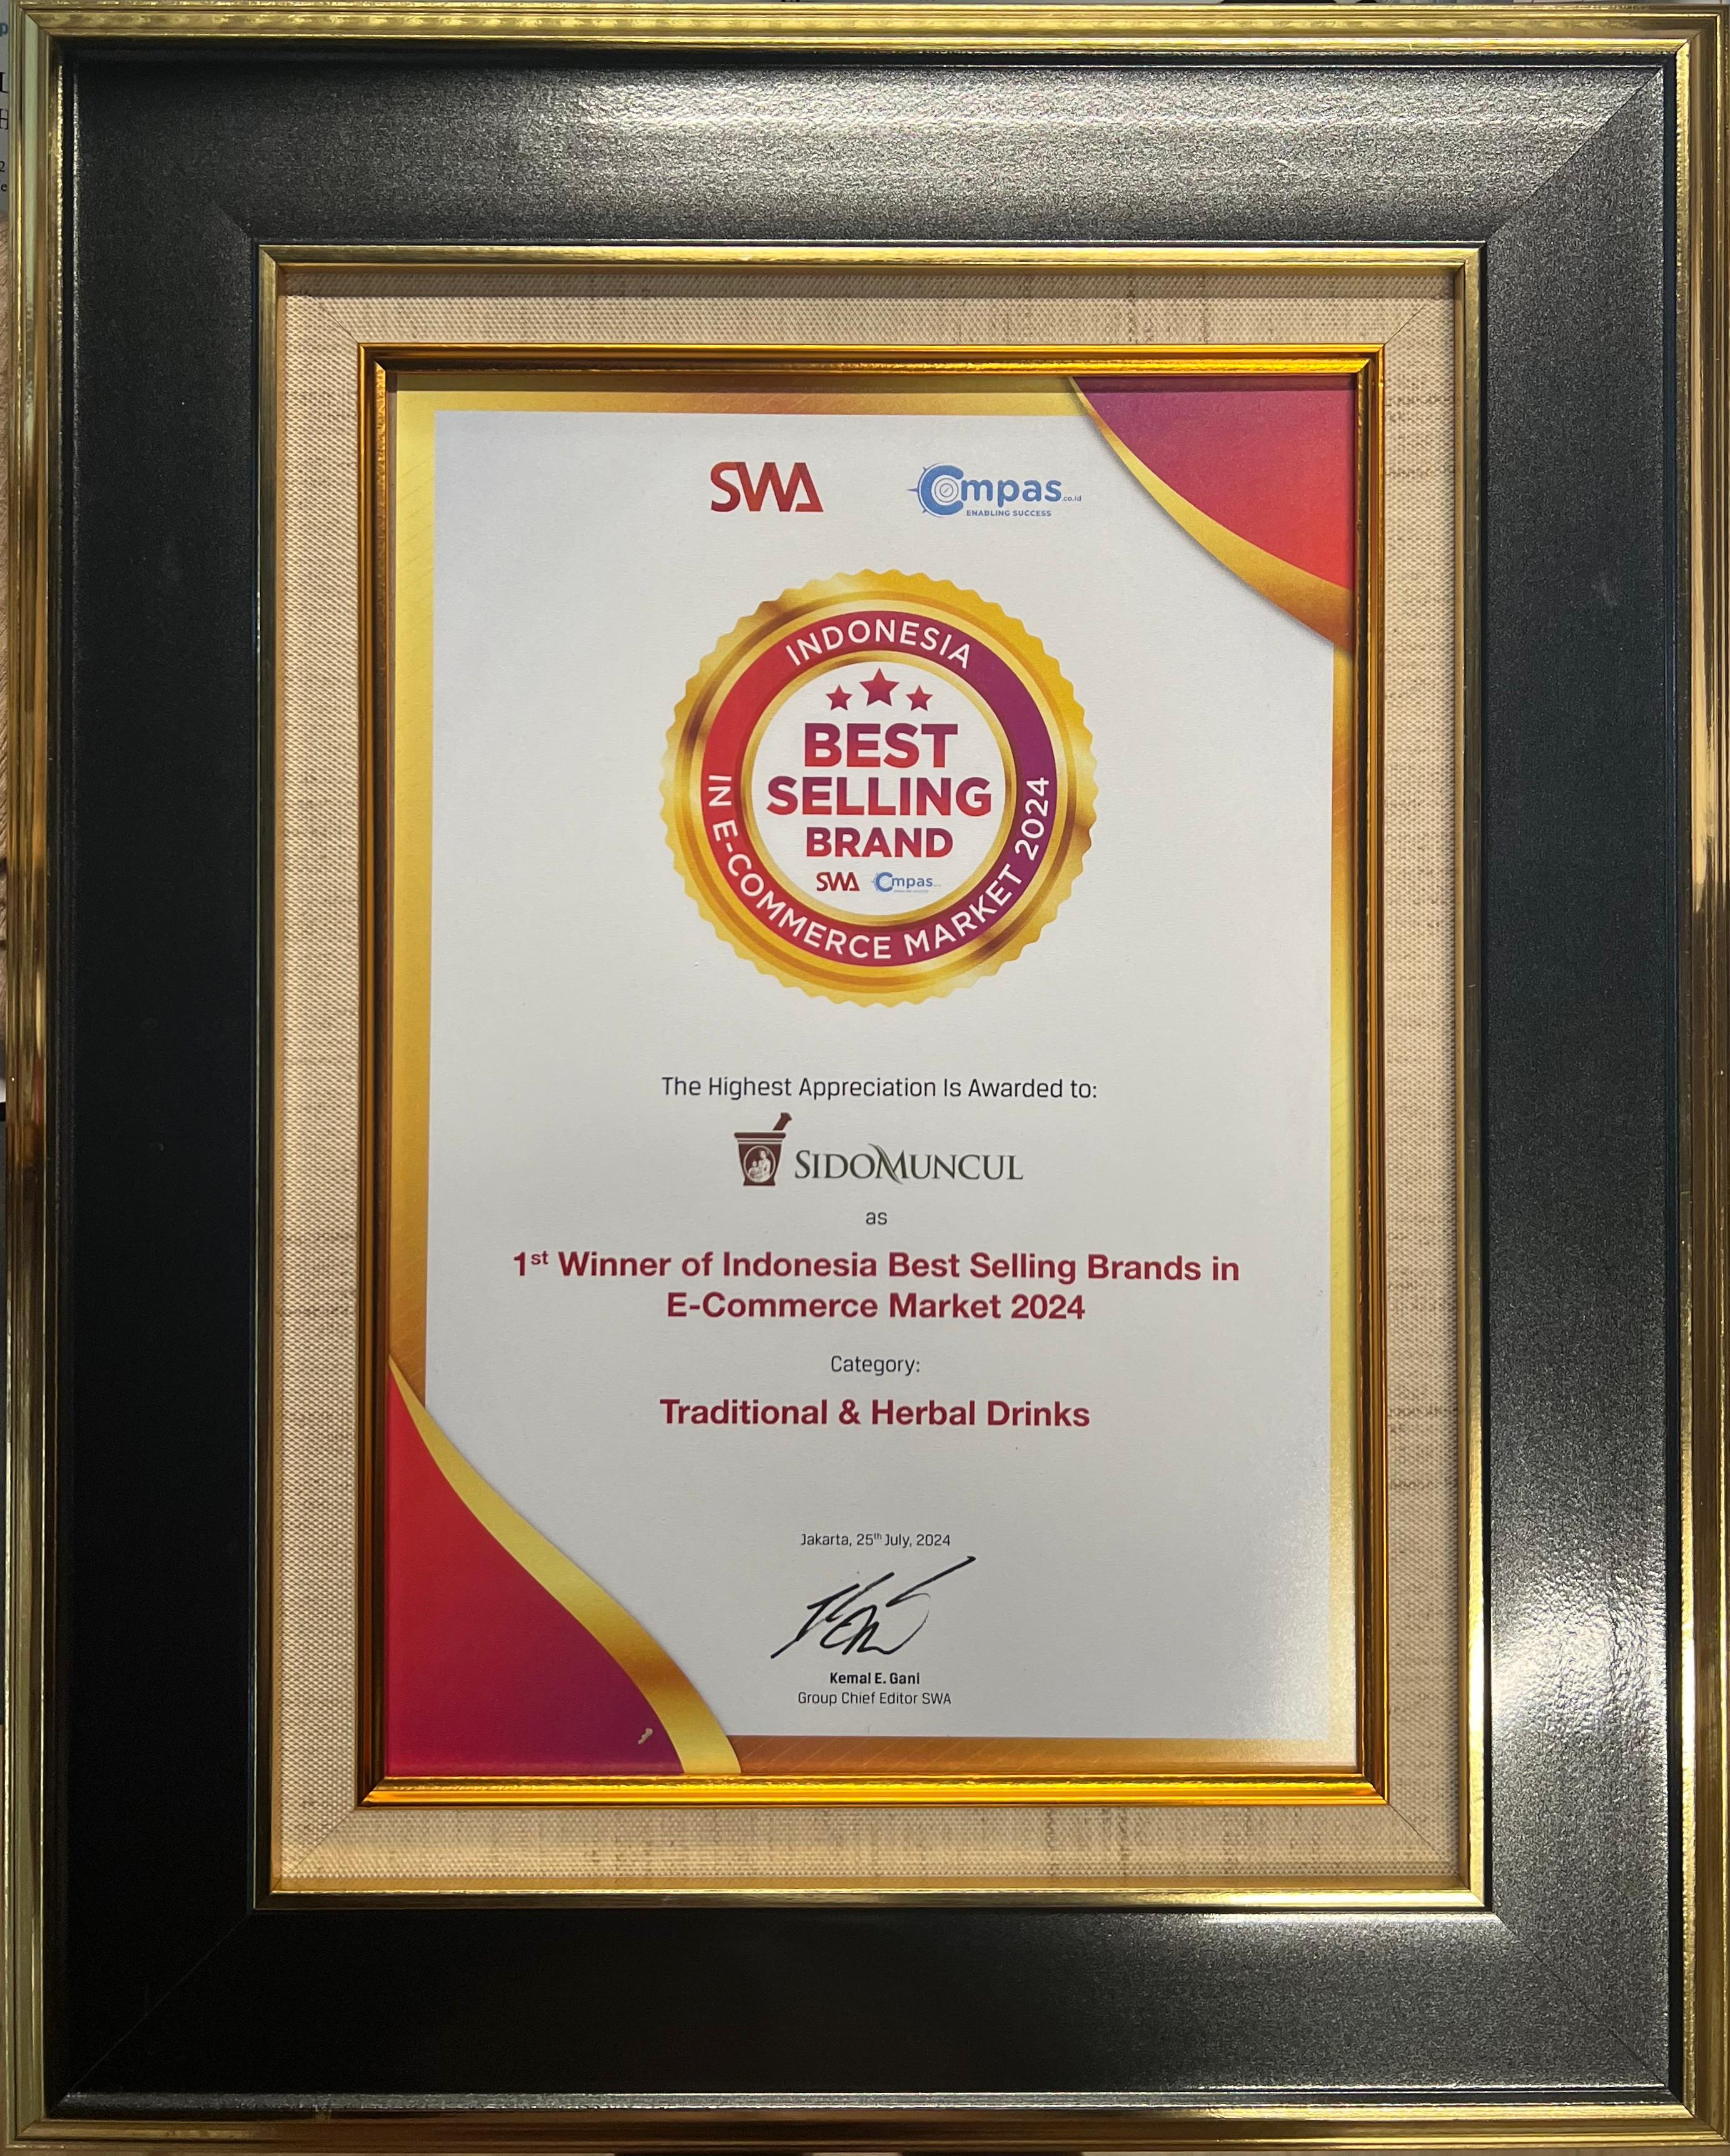 SWA
Compas.co.id
ENABLING SUCCESS
INDONESIA
BEST
SELLING
BRAND
SWA Compas
IN E-COMMERCE MARKET 2024
The Highest Appreciation Is Awarded to:
SIDOMUNCUL
as
1st Winner of Indonesia Best Selling Brands in
E-Commerce Market 2024
Category:
Traditional & Herbal Drinks
Jakarta, 25th July, 2024
Kemal E. Gani
Group Chief Editor SWA